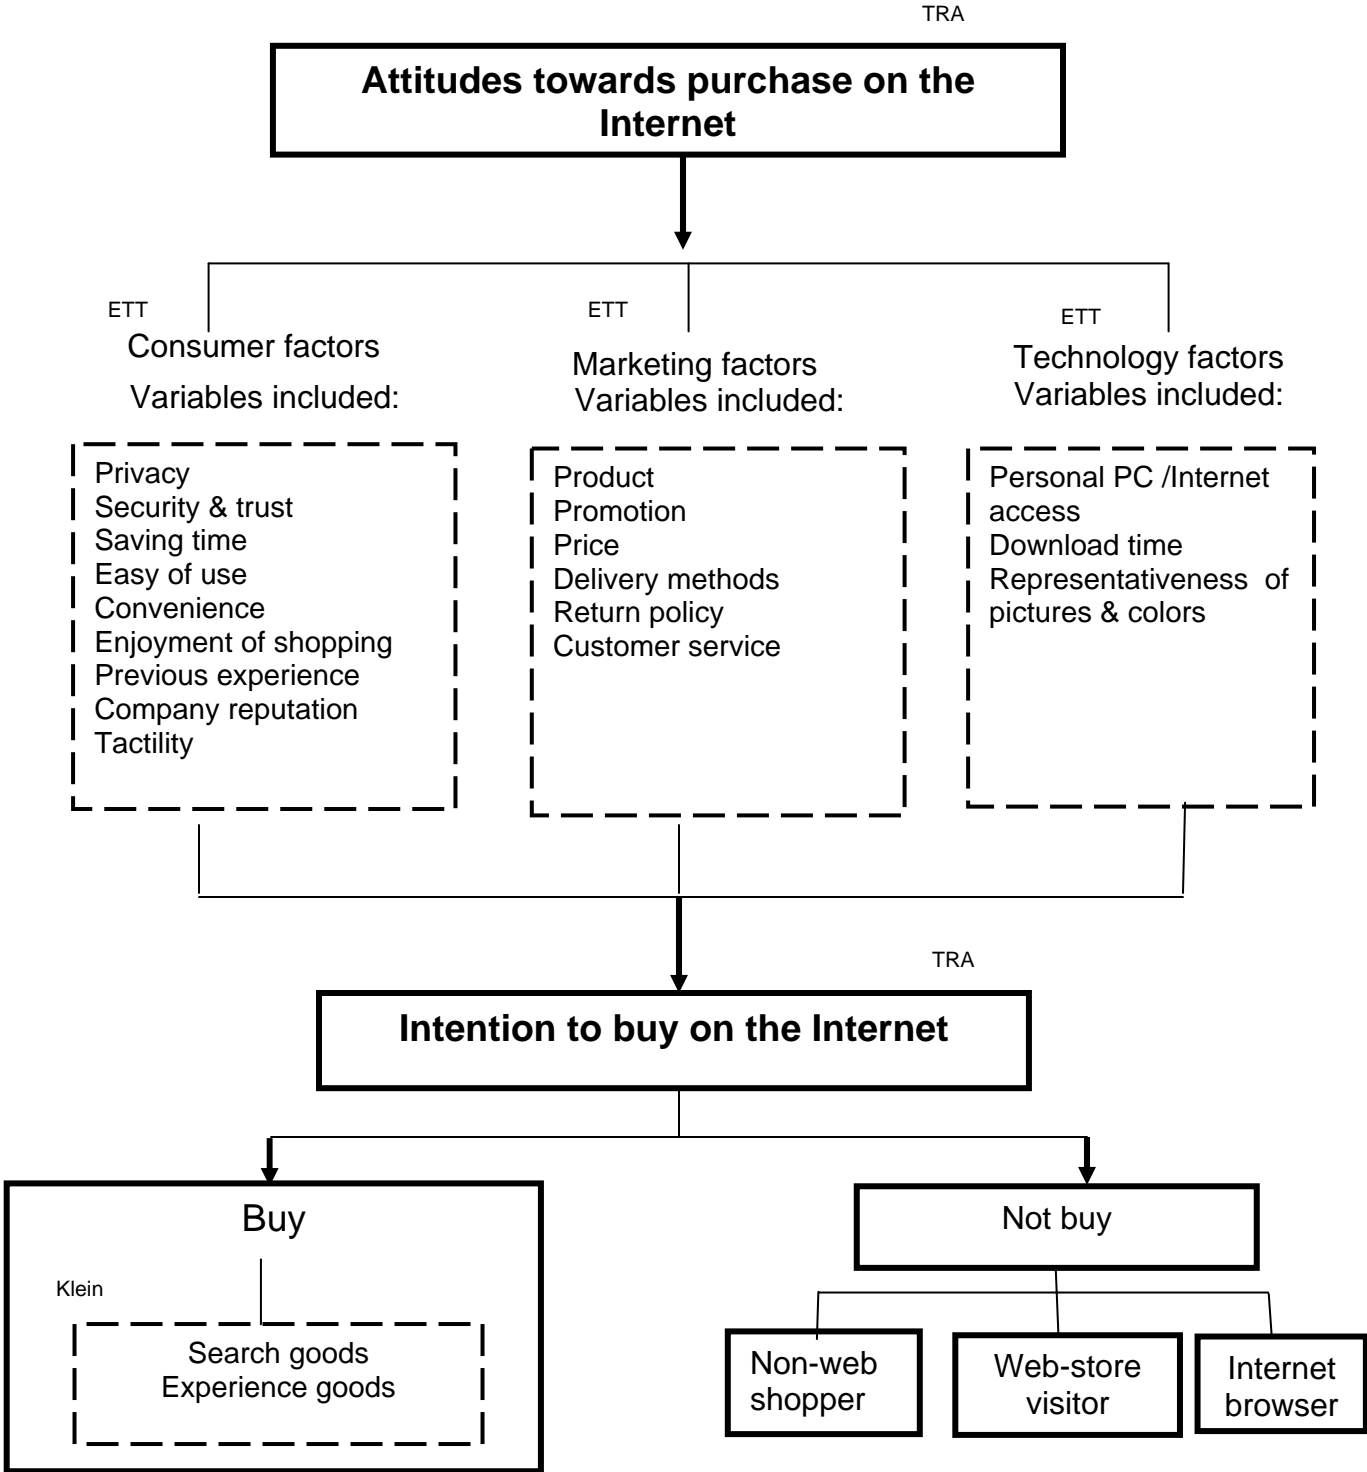 TRA
Attitudes towards purchase on the
Internet
ETT
Consumer factors
Variables included:
Privacy
Security & trust
Saving time
Easy of use
Convenience
Enjoyment of shopping
Previous experience
Company reputation
Tactility
ETT
Marketing factors
Variables included:
Product
Promotion
Price
Delivery methods
Return policy
Customer service
ETT
Technology factors
Variables included:
Personal PC /Internet
access
Download time
Representativeness of
pictures & colors
TRA
Intention to buy on the Internet
Buy
Klein
Search goods
Experience goods
Not buy
Non-web
shopper
Web-store
visitor
Internet
browser